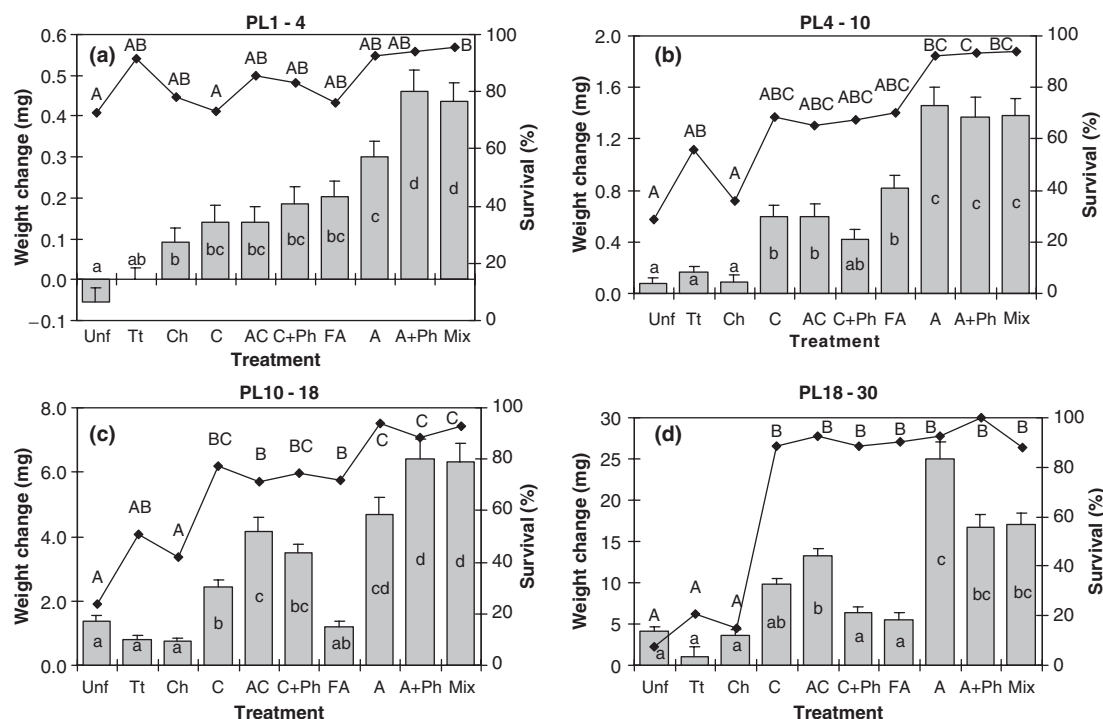 PL1 - 4
(a)
Weight change (mg)
0.6
0.5
0.4
0.3
0.2
0.1
0.0
−0.1
A AB AB A AB AB AB AB AB B
a ab b bc bc bc bc c d d
100
80
60
40
20
0
Survival (%)
Unf Tt Ch C AC C+Ph FA A A+Ph Mix
Treatment
PL4 - 10
(b)
Weight change (mg)
2.0
1.6
1.2
0.8
0.4
0.0
A AB A ABC ABC ABC ABC BC C BC
a a a b b ab b c c c
100
80
60
40
20
0
Survival (%)
Unf Tt Ch C AC C+Ph FA A A+Ph Mix
Treatment
PL10 - 18
(c)
Weight change (mg)
8.0
6.0
4.0
2.0
0.0
A AB A BC B BC B C C C
a a a b c bc ab cd d d
100
80
60
40
20
0
Survival (%)
Unf Tt Ch C AC C+Ph FA A A+Ph Mix
Treatment
PL18 - 30
(d)
Weight change (mg)
30
25
20
15
10
5
0
A A A B B B B B B B
a a a ab b a a c bc bc
100
80
60
40
20
0
Survival (%)
Unf Tt Ch C AC C+Ph FA A A+Ph Mix
Treatment